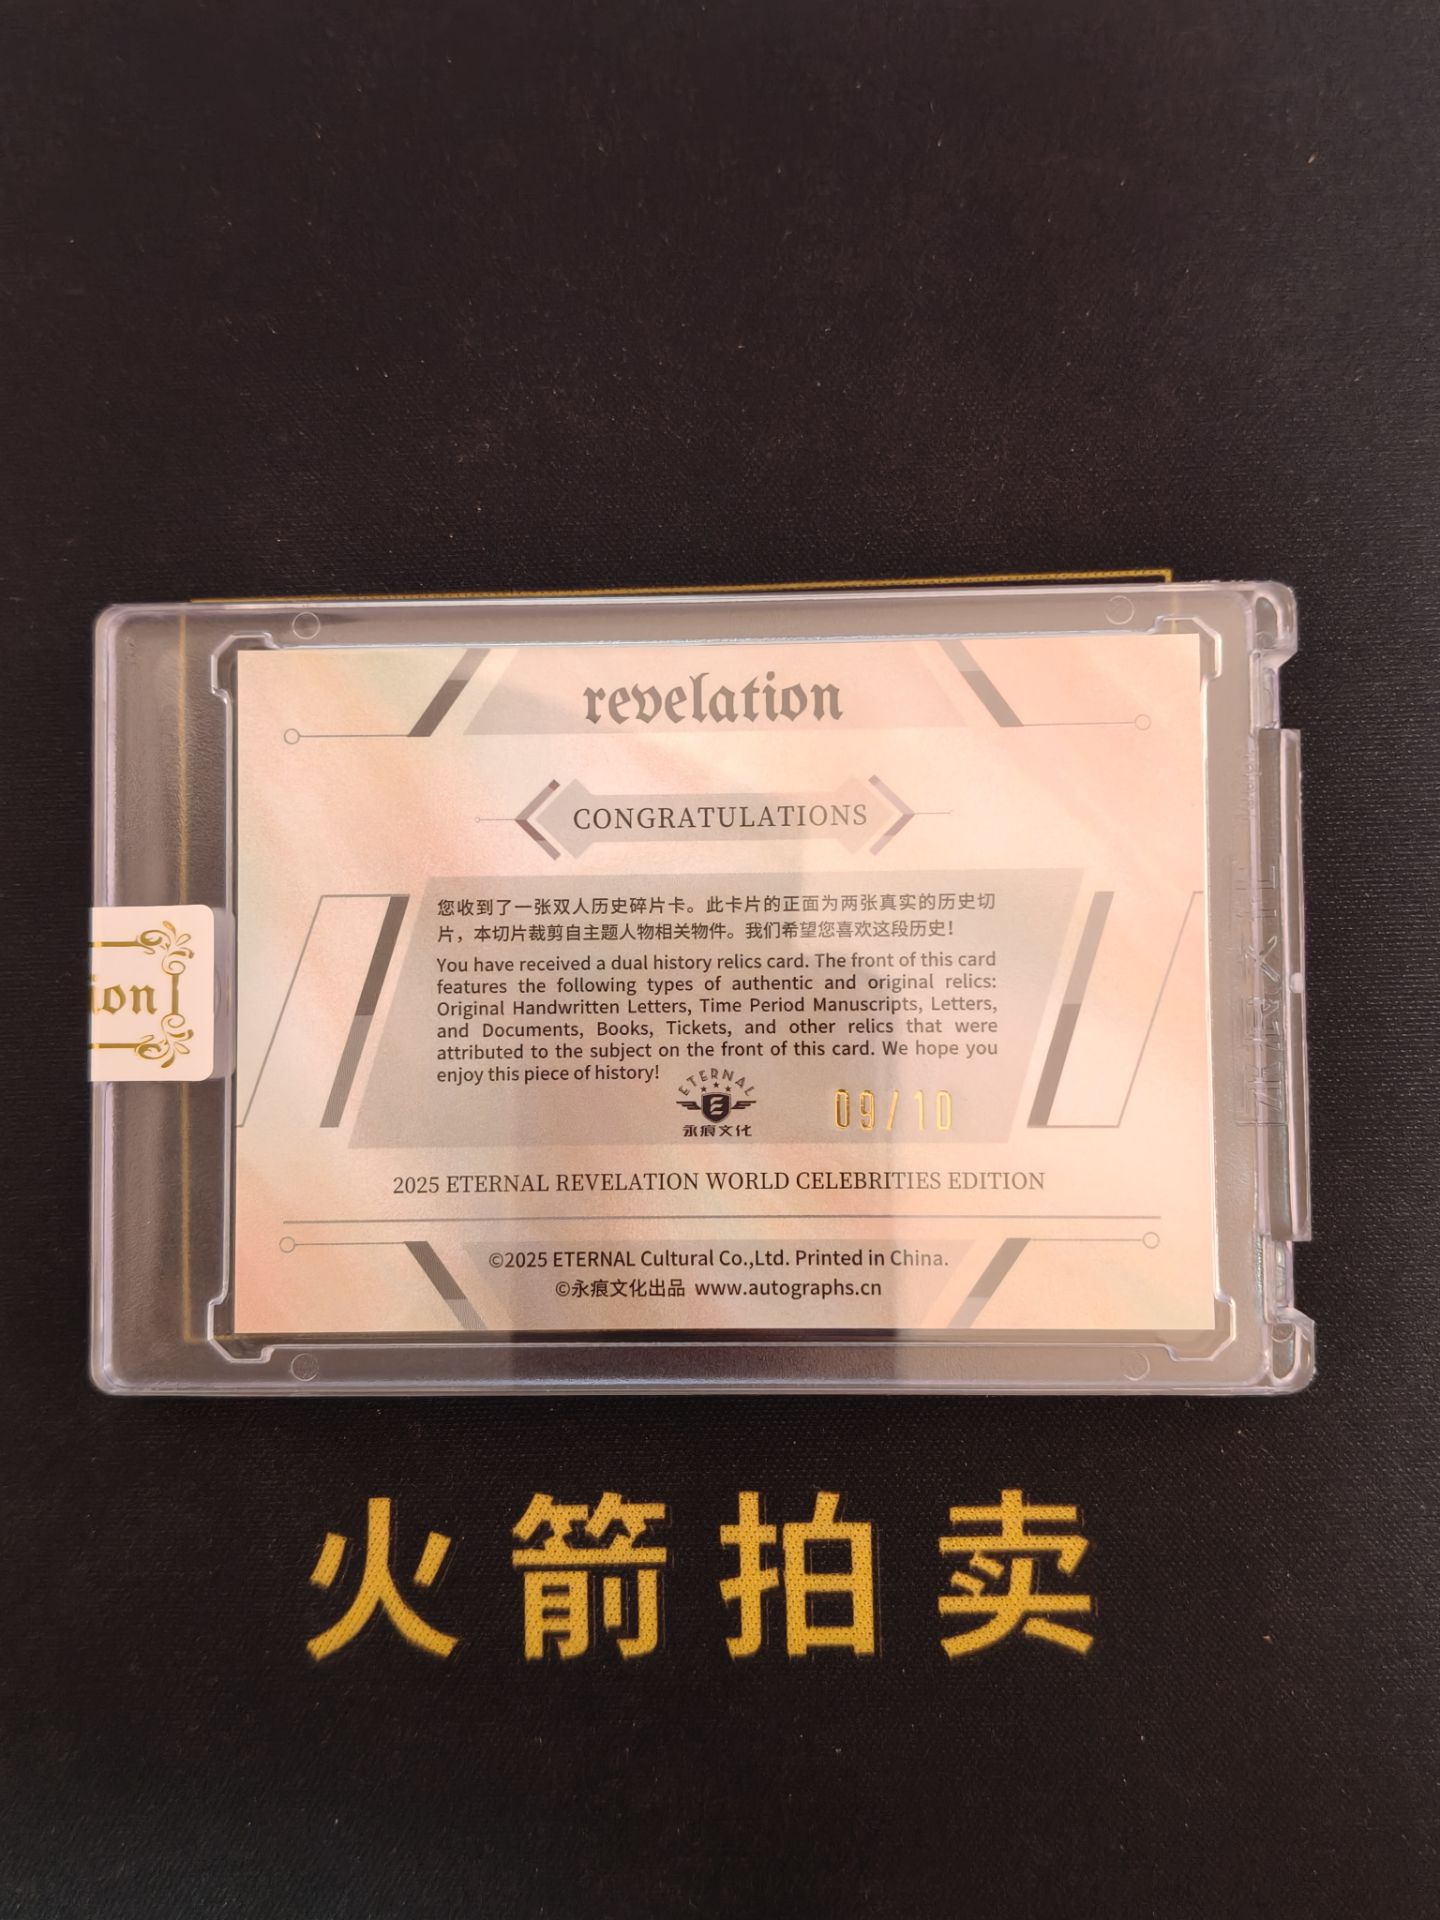 revelation
CONGRATULATIONS
您收到了一张双人历史碎片卡。此卡片的正面为两张真实的历史切
片，本切片裁剪自主题人物相关物件。我们希望您喜欢这段历史！
You have received a dual history relics card. The front of this card
features the following types of authentic and original relics:
Original Handwritten Letters, Time Period Manuscripts, Letters,
and Documents, Books, Tickets, and other relics that were
attributed to the subject on the front of this card. We hope you
enjoy this piece of history!
ETERNAL
永痕文化
09/10
2025 ETERNAL REVELATION WORLD CELEBRITIES EDITION
©2025 ETERNAL Cultural Co.,Ltd. Printed in China.
©永痕文化出品 www.autographs.cn
ion
火箭拍卖